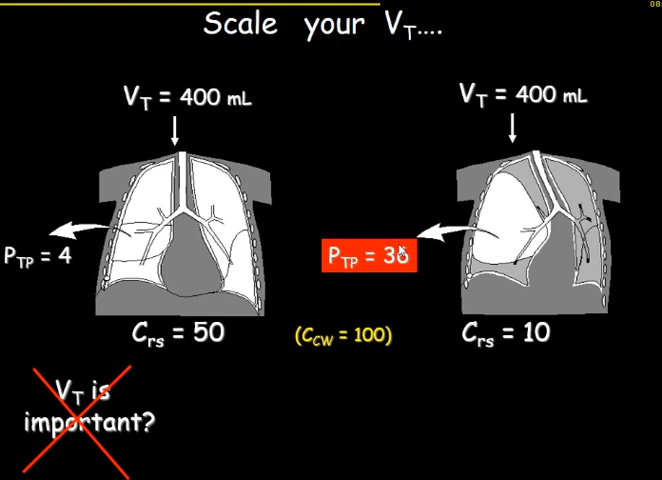 Scale your VT....
VT = 400 mL
VT = 400 mL
PTP = 4
PTP = 36
Crs = 50
(CCW = 100)
Crs = 10
VT is
important?